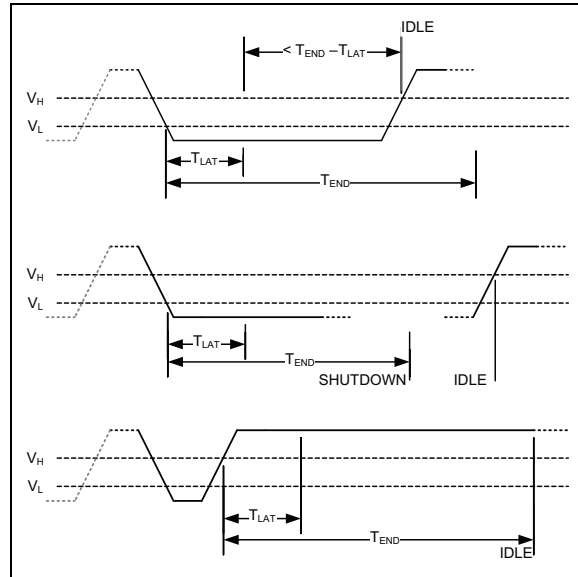 IDLE
< TEND –TLAT
VH
VL
TLAT
TEND
VH
VL
TLAT
TEND
SHUTDOWN IDLE
VH
VL
TLAT
TEND
IDLE